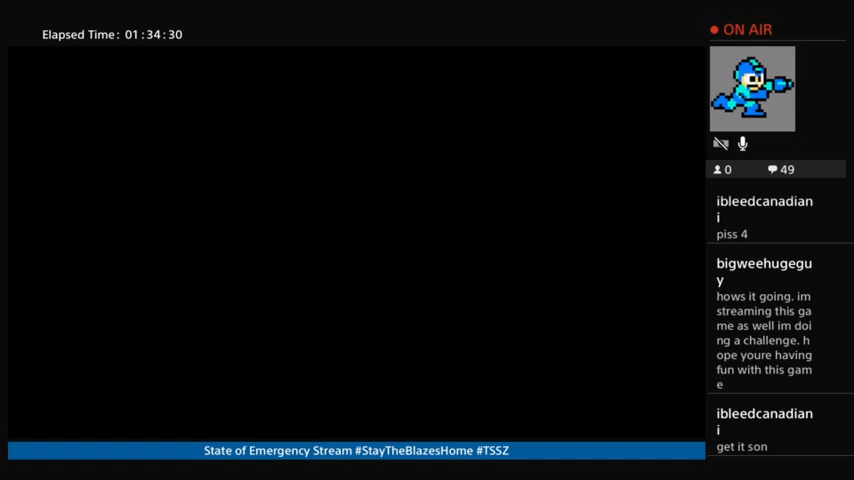 Elapsed Time: 01:34:30
ON AIR
0 49
ibleedcanadian
i
piss 4
bigweehugegu
y
hows it going. im
streaming this ga
me as well im doi
ng a challenge. h
ope youre having
fun with this gam
e
ibleedcanadian
i
get it son
State of Emergency Stream #StayTheBlazesHome #TSSZ